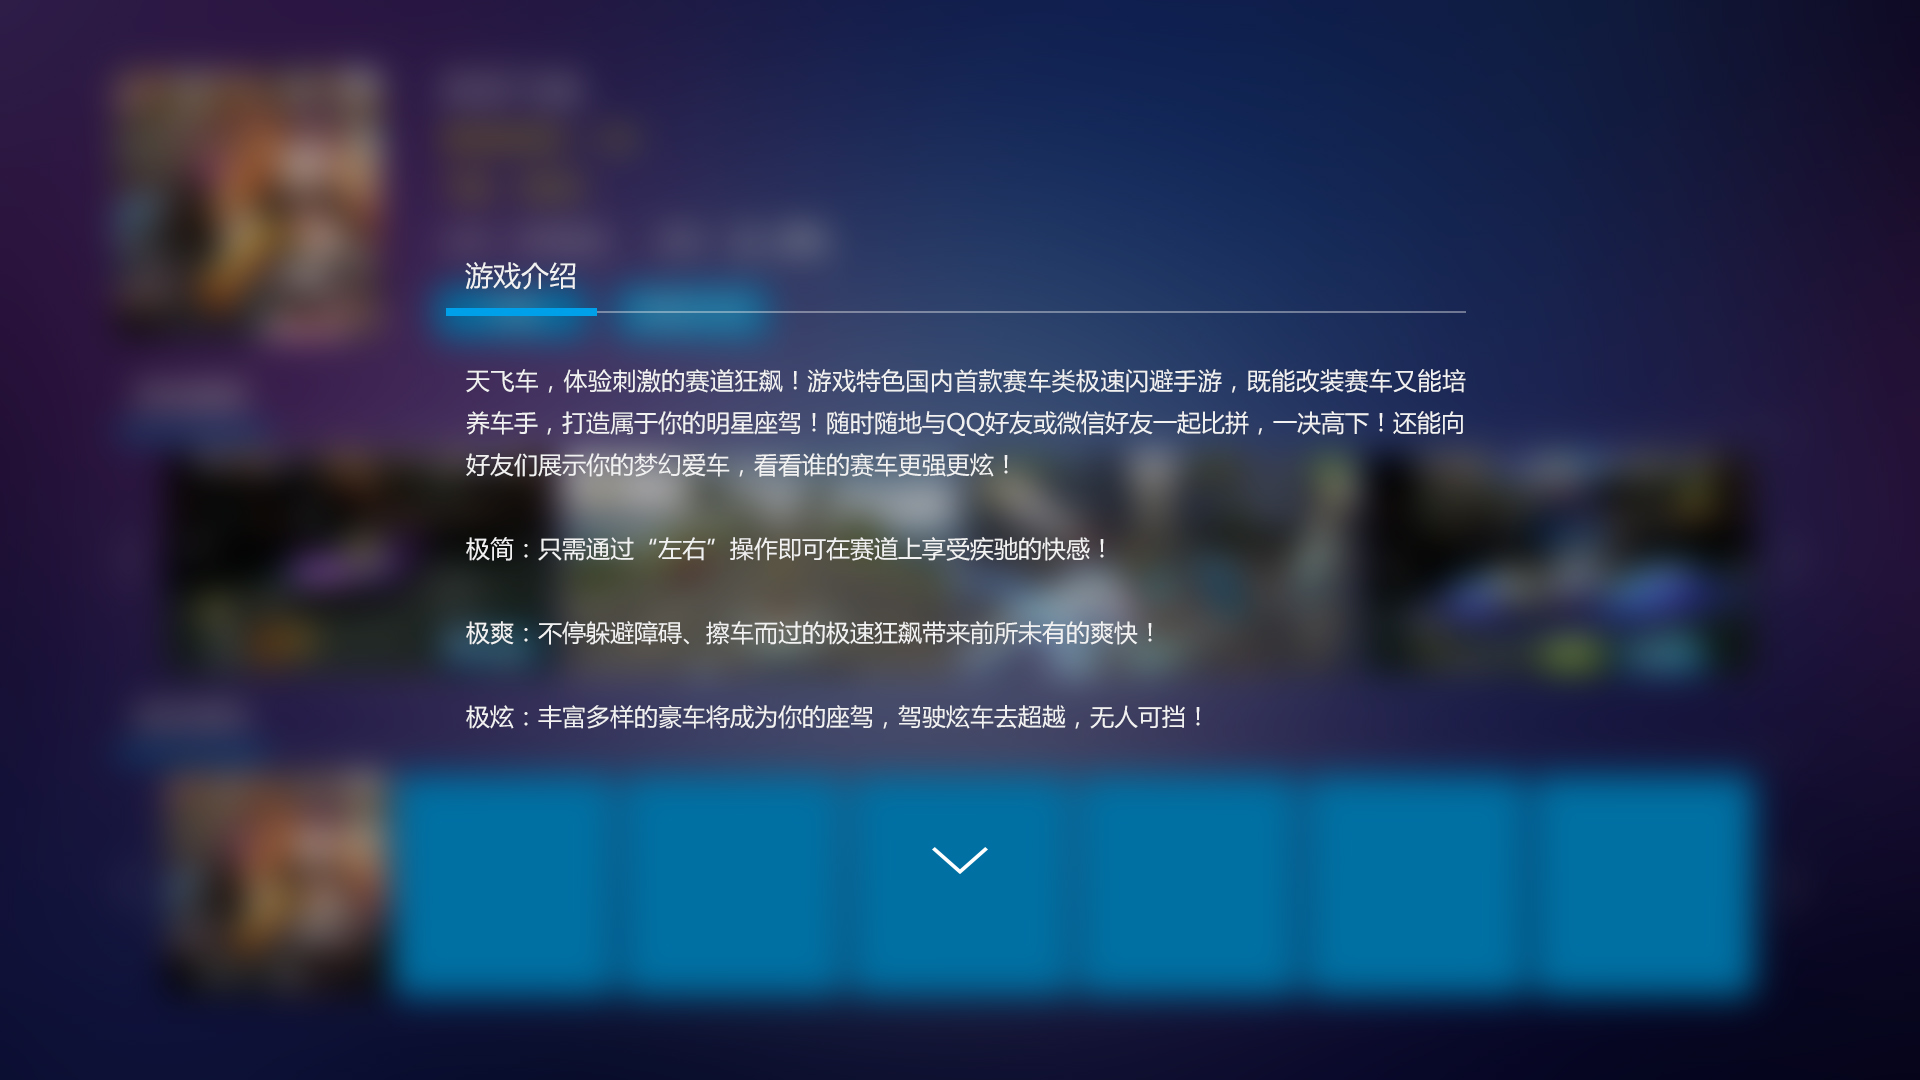 游戏介绍
天飞车，体验刺激的赛道狂飙！游戏特色国内首款赛车类极速闪避手游，既能改装赛车又能培
养车手，打造属于你的明星座驾！随时随地与QQ好友或微信好友一起比拼，一决高下！还能向
好友们展示你的梦幻爱车，看看谁的赛车更强更炫！
极简：只需通过“左右”操作即可在赛道上享受疾驰的快感！
极爽：不停躲避障碍、擦车而过的极速狂飙带来前所未有的爽快！
极炫：丰富多样的豪车将成为你的座驾，驾驶炫车去超越，无人可挡！